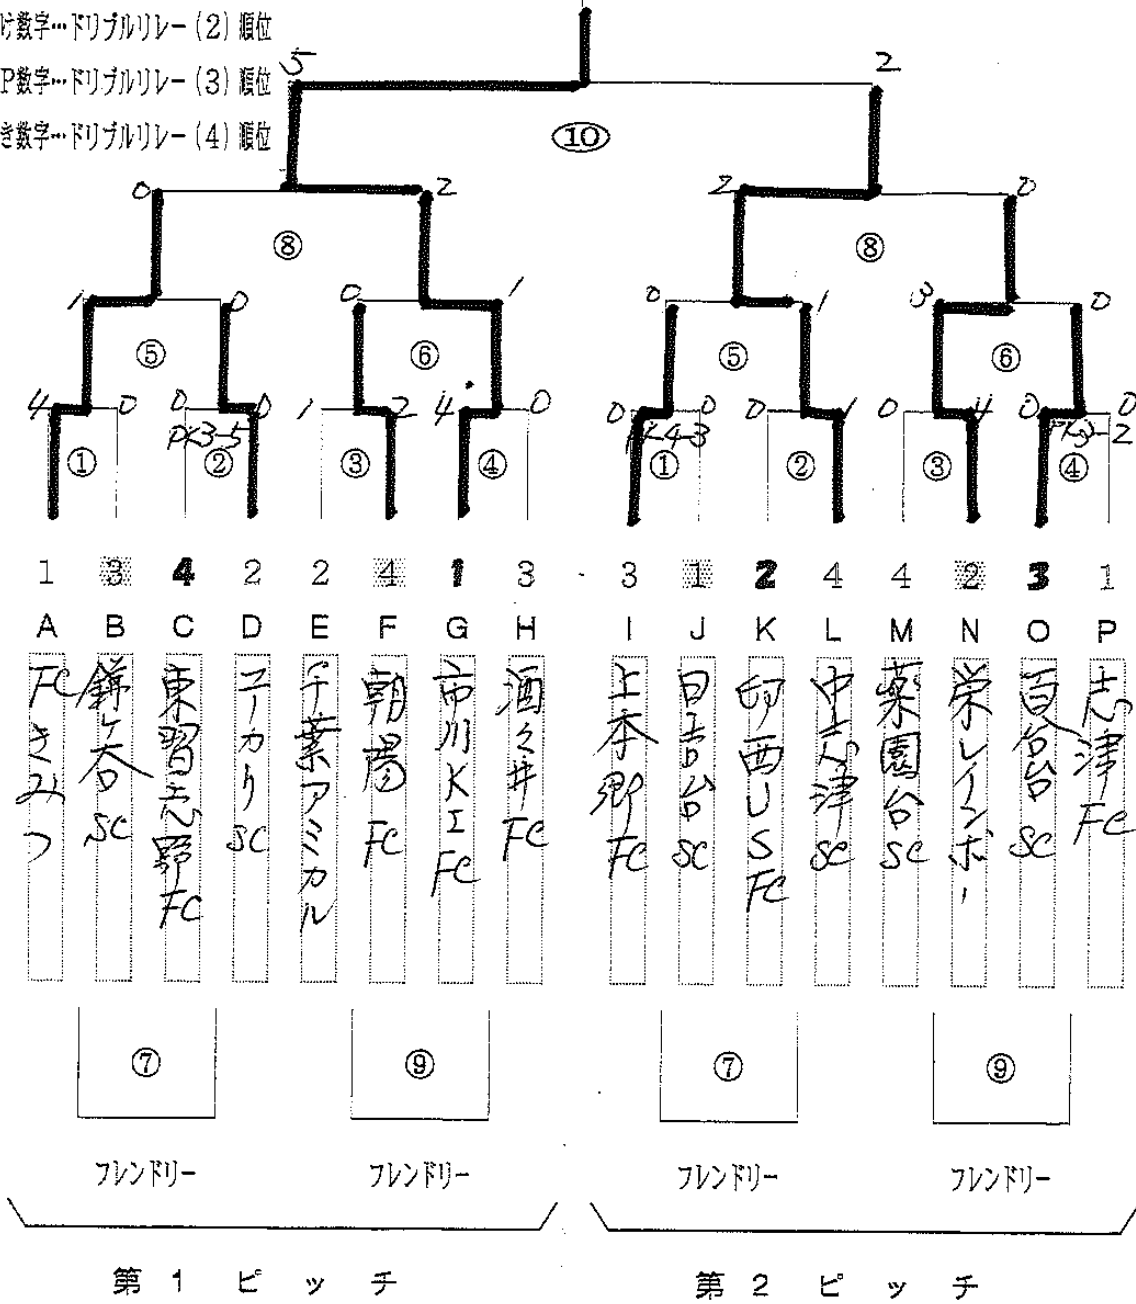 け数字…ドリブルリレー(2)順位
P数字…ドリブルリレー(3)順位
き数字…ドリブルリレー(4)順位
5 2
⑩
0 2 2 0
⑧ ⑧
1 0 0 1 0 1 3 0
⑤ ⑥ ⑤ ⑥
4 0 0 0 1 2 4 0 0 0 0 1 0 4 0 0
PK3-5 PK4-3 PK3-2
① ② ③ ④ ① ② ③ ④
1 3 4 2 2 4 1 3 3 1 2 4 4 2 3 1
A B C D E F G H I J K L M N O P
FCきみつ
鎌ヶ谷SC
東習志野FC
エーカリSC
千葉アミカル
朝陽FC
市川KIFC
酒々井FC
上本郷FC
日吉台SC
印西USFC
中志津SC
薬園台SC
栄レインボー
百合台SC
志津FC
⑦ ⑨ ⑦ ⑨
フレンドリー フレンドリー フレンドリー フレンドリー
第1ピッチ 第2ピッチ